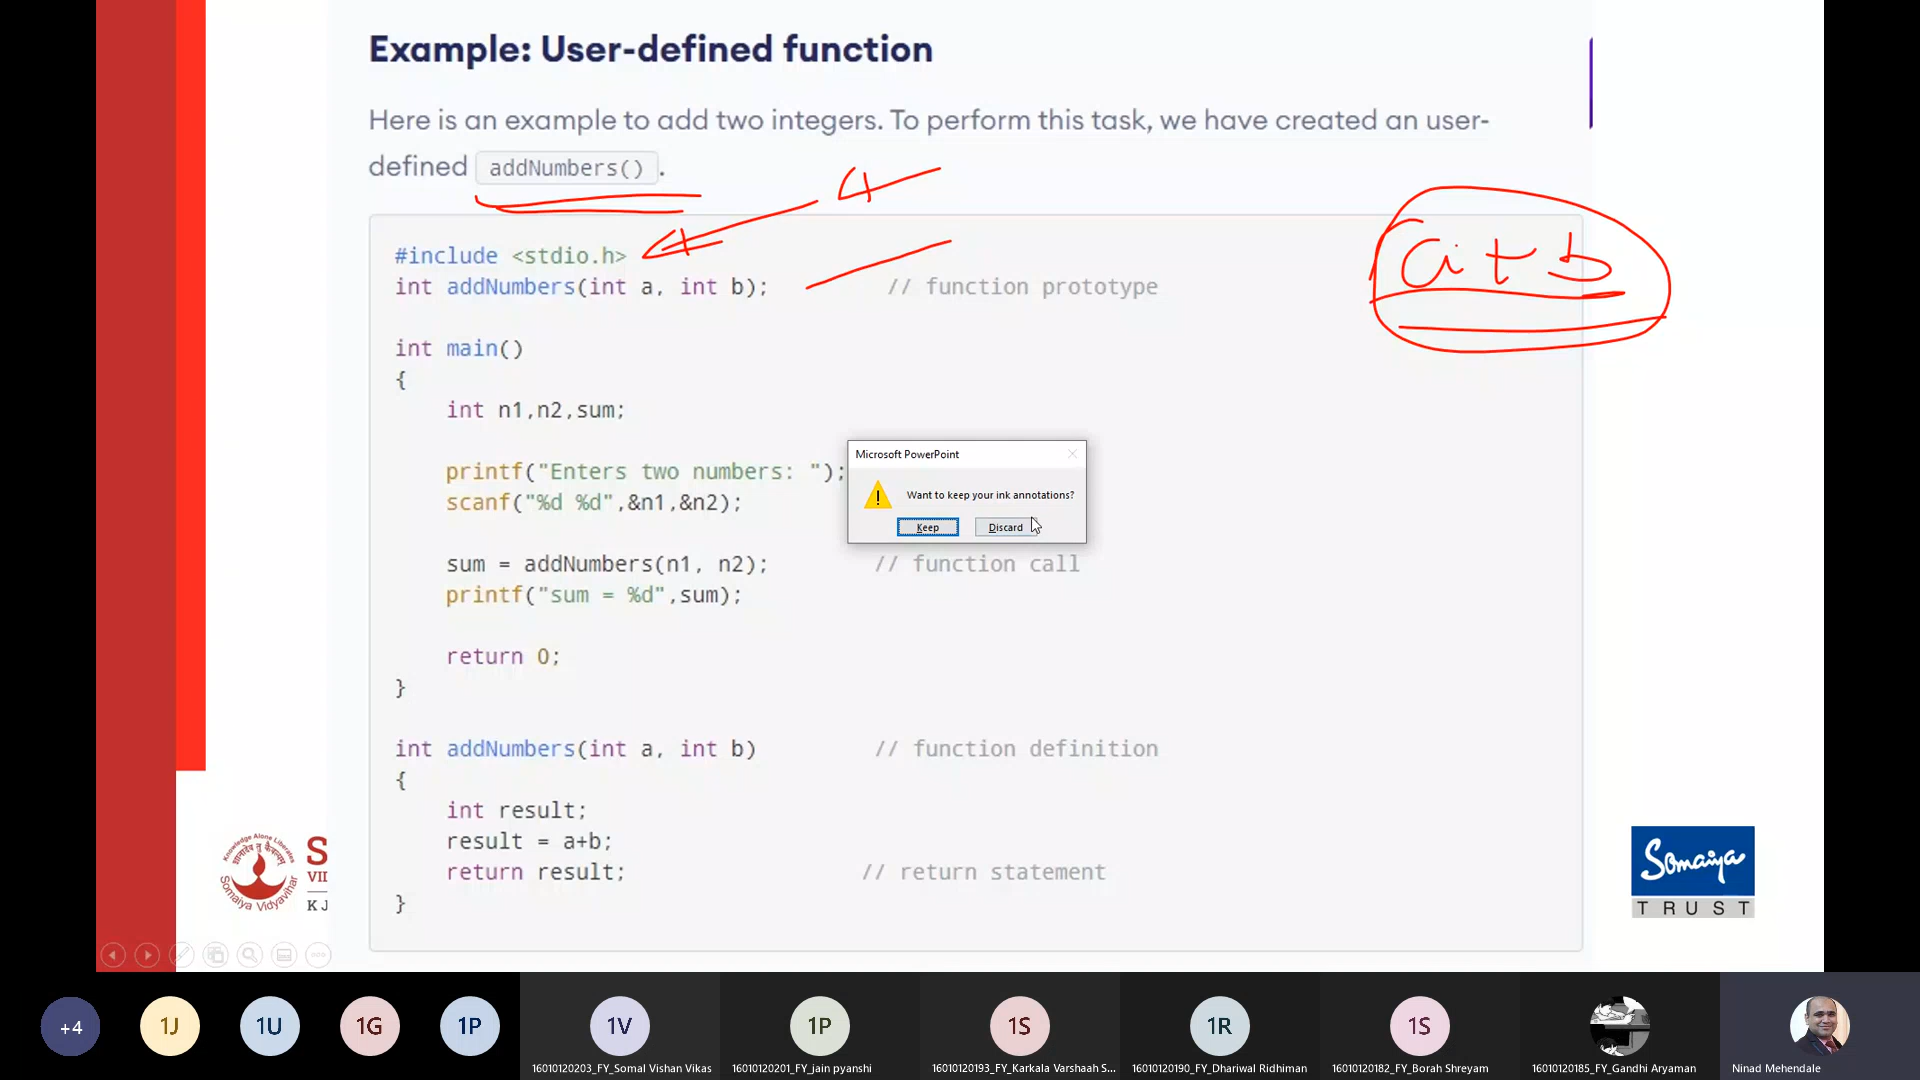 Example: User-defined function
Here is an example to add two integers. To perform this task, we have created an user-
defined addNumbers() .
4
a + b
#include <stdio.h>
int addNumbers(int a, int b);         // function prototype
int main()
{
    int n1,n2,sum;
    printf("Enters two numbers: ");
    scanf("%d %d",&n1,&n2);
    sum = addNumbers(n1, n2);        // function call
    printf("sum = %d",sum);
    return 0;
}
int addNumbers(int a, int b)         // function definition
{
    int result;
    result = a+b;
    return result;                  // return statement
}
Microsoft PowerPoint
Want to keep your ink annotations?
Keep Discard
S
VII
K J
Somaiya
TRUST
+4 1J 1U 1G 1P 1V 1P 1S 1R 1S
16010120203_FY_Somal Vishan Vikas
16010120201_FY_jain pyanshi
16010120193_FY_Karkala Varshaah S...
16010120190_FY_Dhariwal Ridhiman
16010120182_FY_Borah Shreyam
16010120185_FY_Gandhi Aryaman
Ninad Mehendale